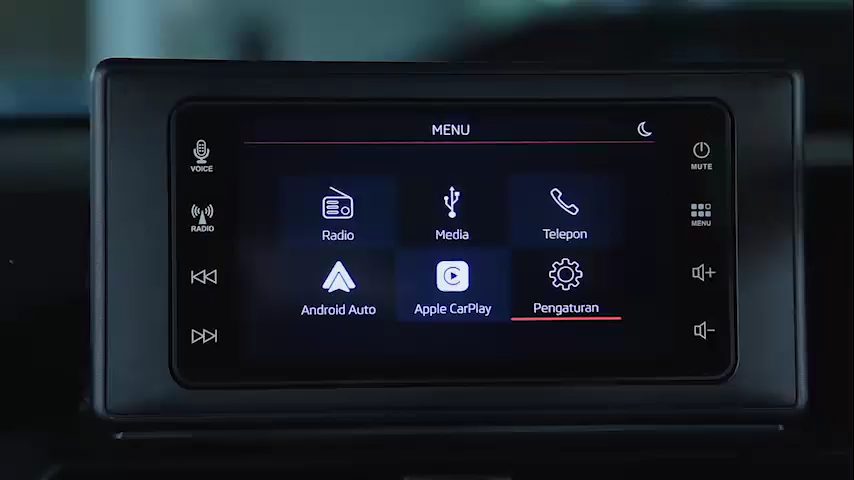 MENU
VOICE
MUTE
RADIO
MENU
Radio
Media
Telepon
Android Auto
Apple CarPlay
Pengaturan